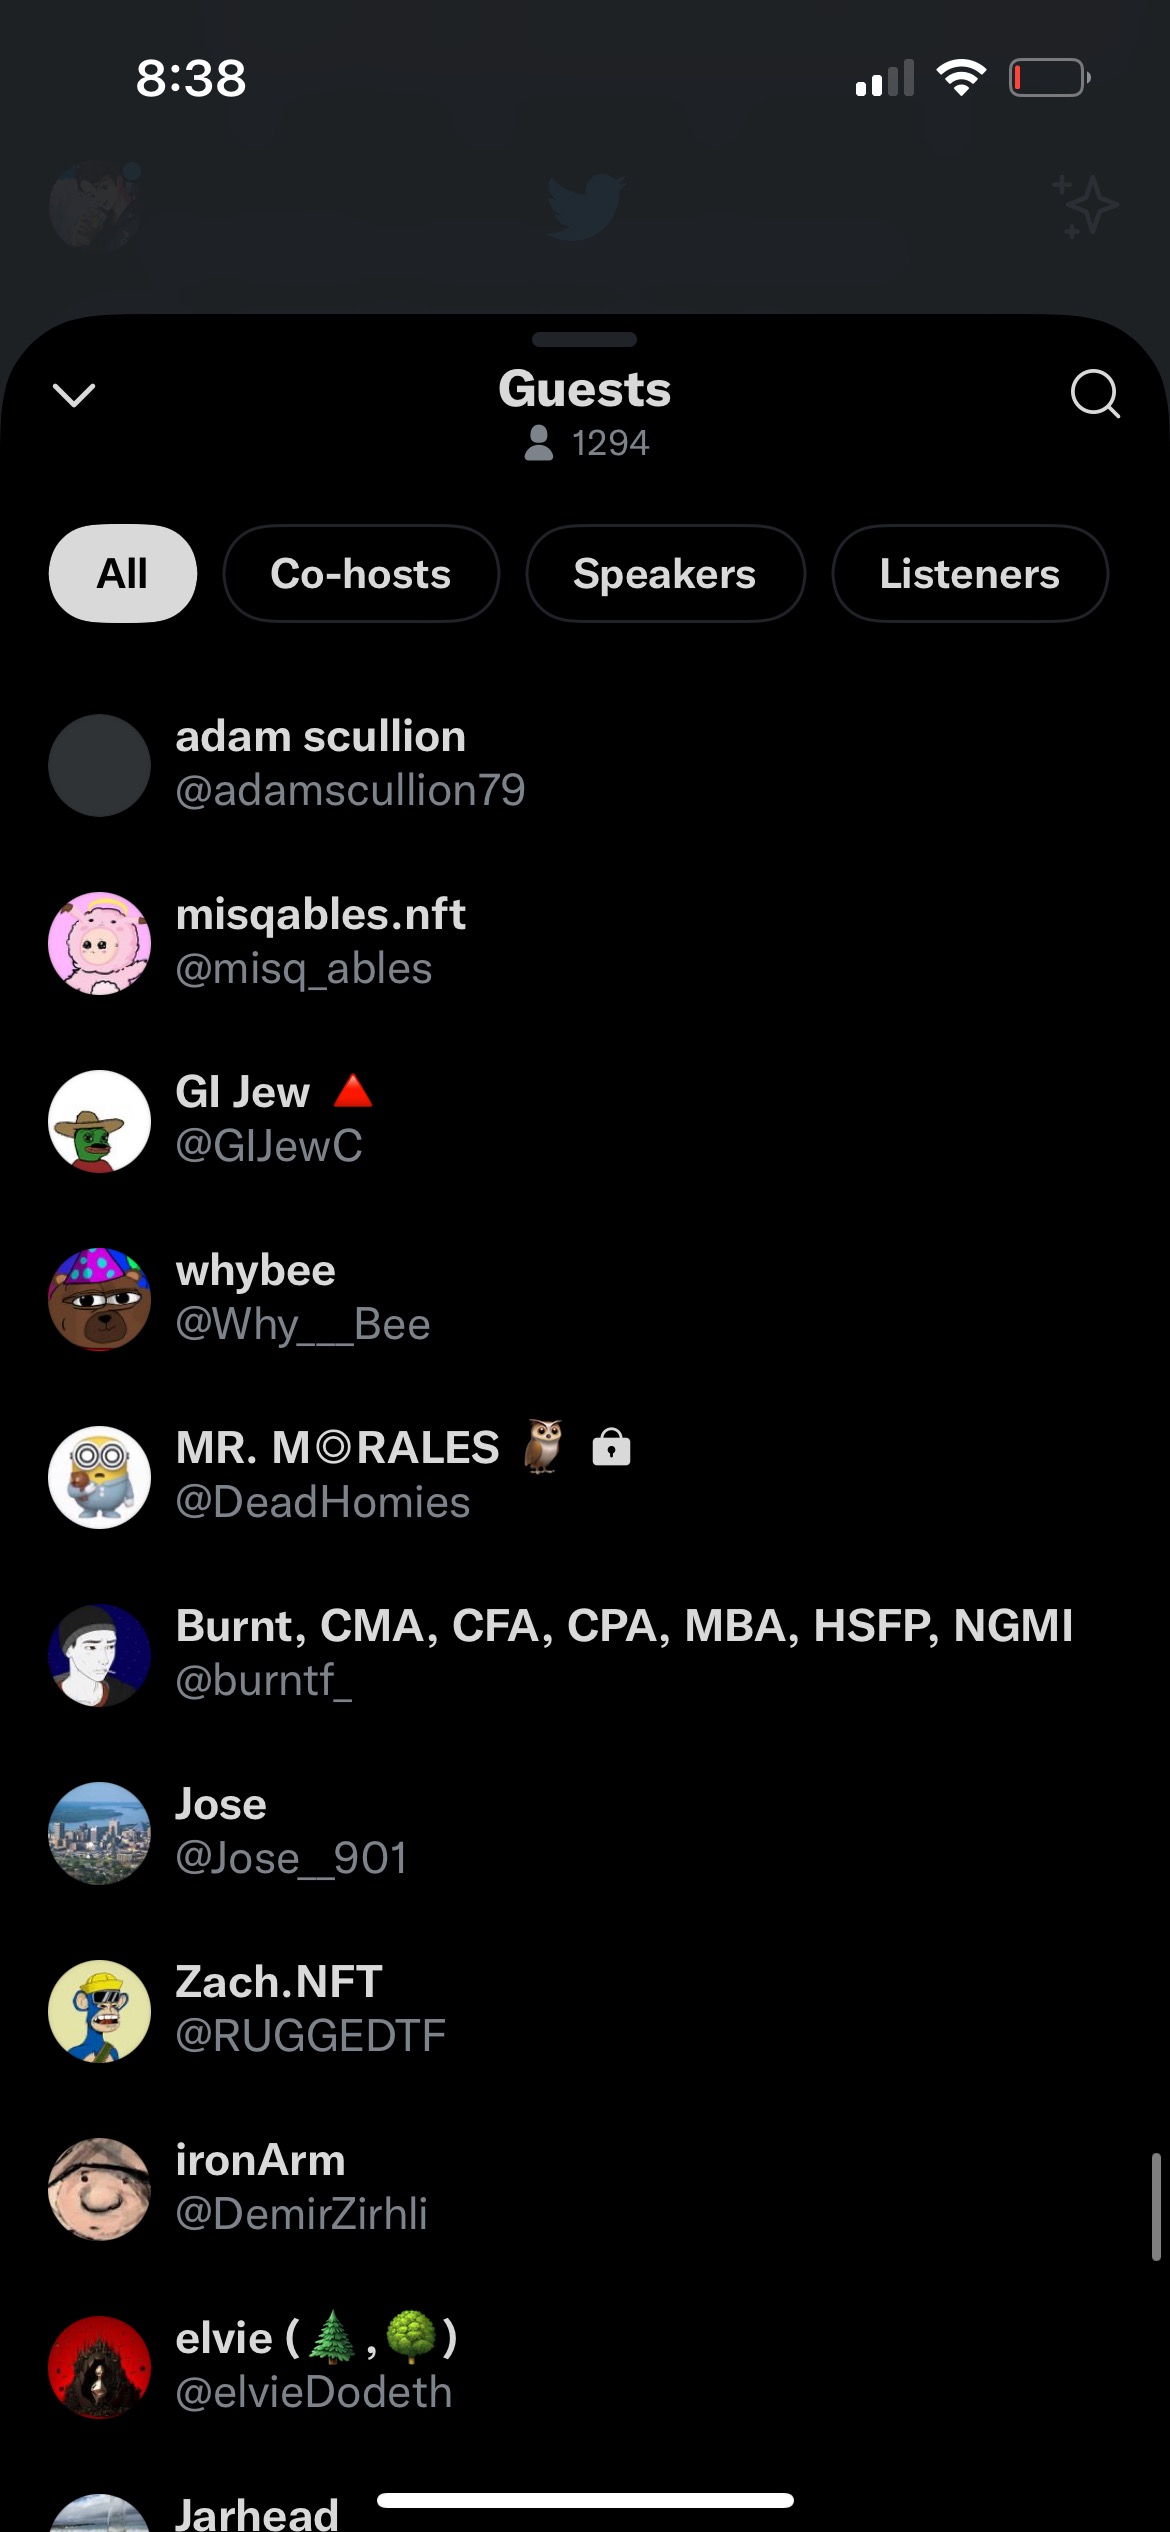 8:38
Guests
1294
All
Co-hosts
Speakers
Listeners
adam scullion
@adamscullion79
misqables.nft
@misq_ables
GI Jew 🔺
@GIJewC
whybee
@Why___Bee
MR. M◎RALES 🦉 🔒
@DeadHomies
Burnt, CMA, CFA, CPA, MBA, HSFP, NGMI
@burntf_
Jose
@Jose__901
Zach.NFT
@RUGGEDTF
ironArm
@DemirZirhli
elvie (🌲,🌳)
@elvieDodeth
Jarhead